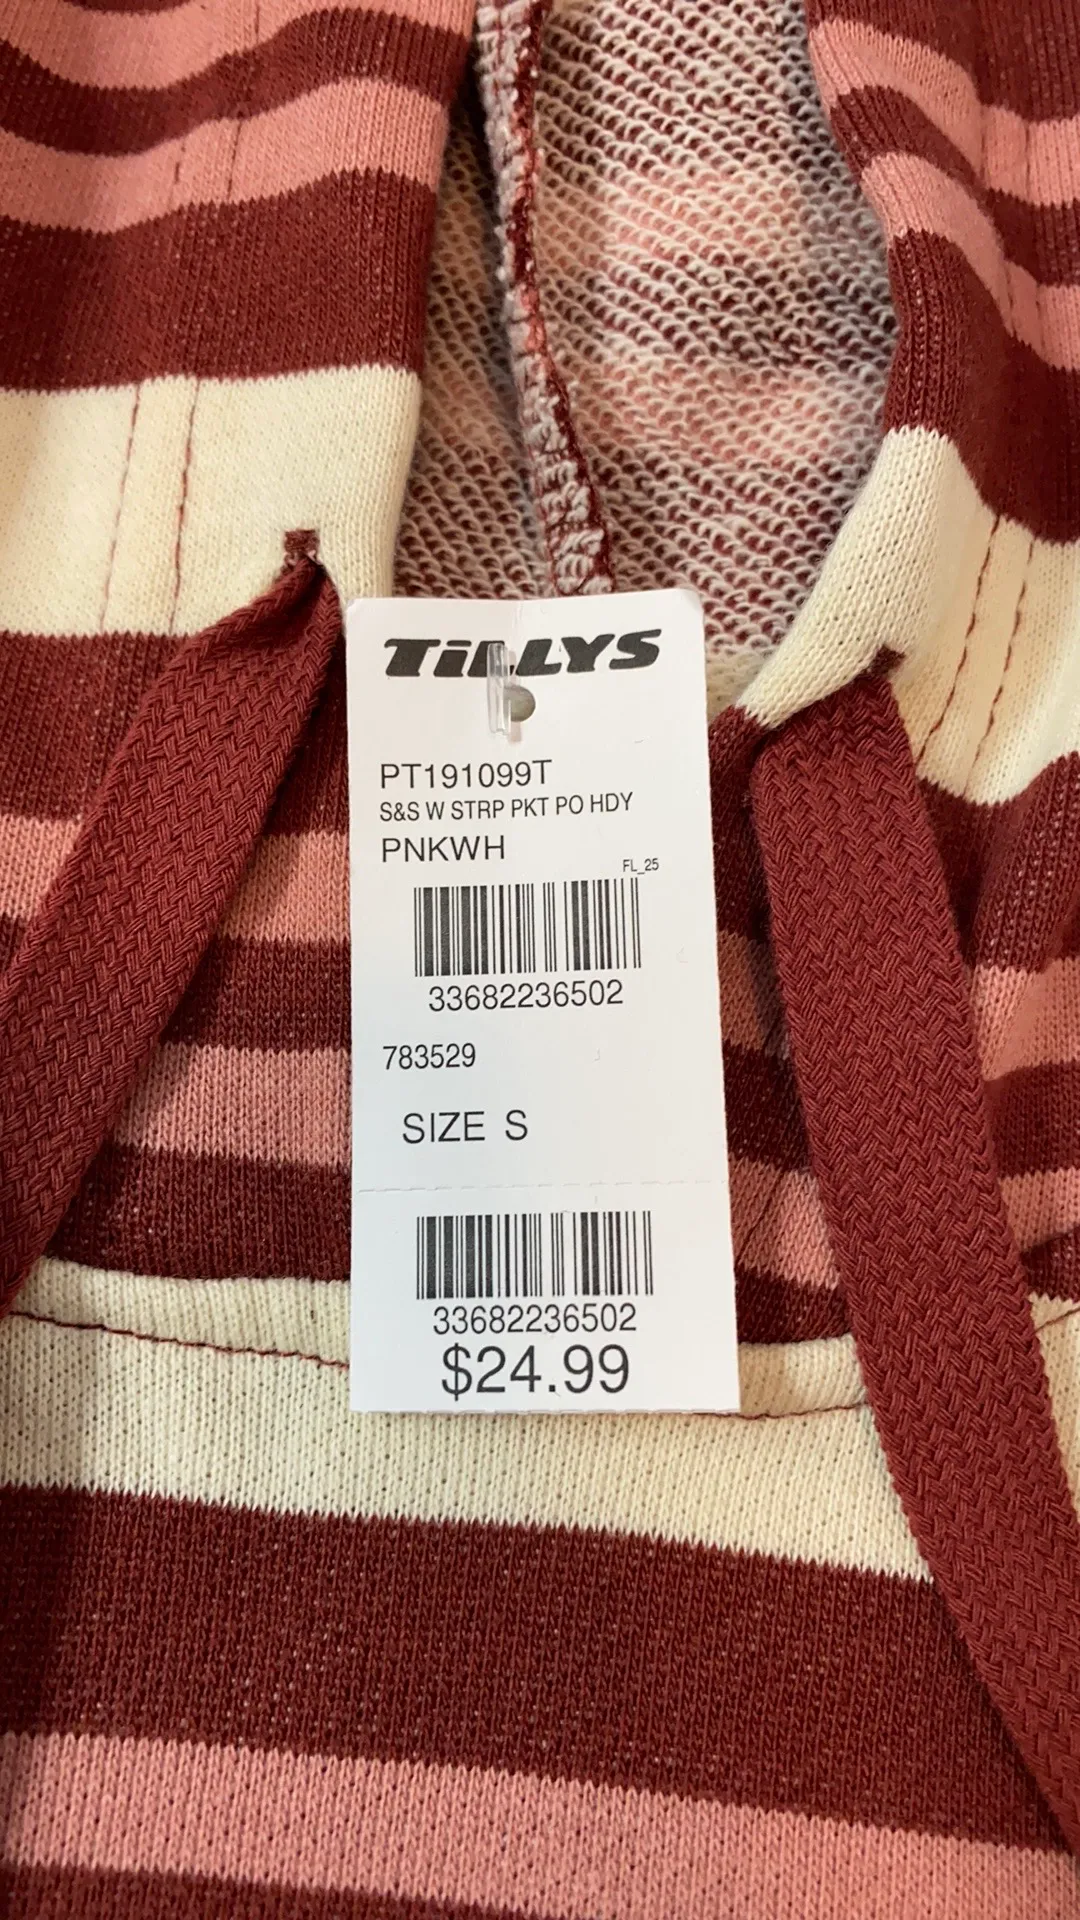 TiLLYS
PT191099T
S&S W STRP PKT PO HDY
PNKWH
FL_25
33682236502
783529
SIZE S
33682236502
$24.99